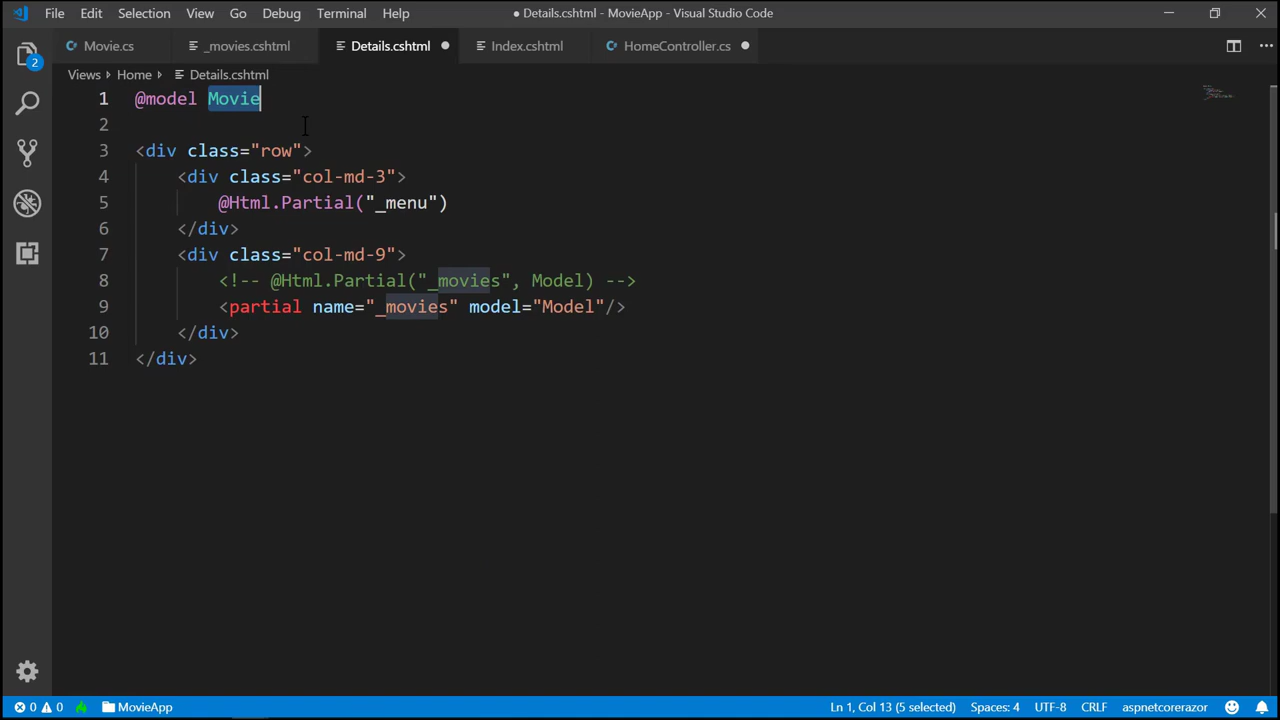 File Edit Selection View Go Debug Terminal Help ● Details.cshtml - MovieApp - Visual Studio Code
Movie.cs _movies.cshtml Details.cshtml Index.cshtml HomeController.cs
2
Views Home Details.cshtml
1 @model Movie
2
3 <div class="row">
4 <div class="col-md-3">
5 @Html.Partial("_menu")
6 </div>
7 <div class="col-md-9">
8 <!-- @Html.Partial("_movies", Model) -->
9 <partial name="_movies" model="Model"/>
10 </div>
11 </div>
0 0 MovieApp Ln 1, Col 13 (5 selected) Spaces: 4 UTF-8 CRLF aspnetcorerazor